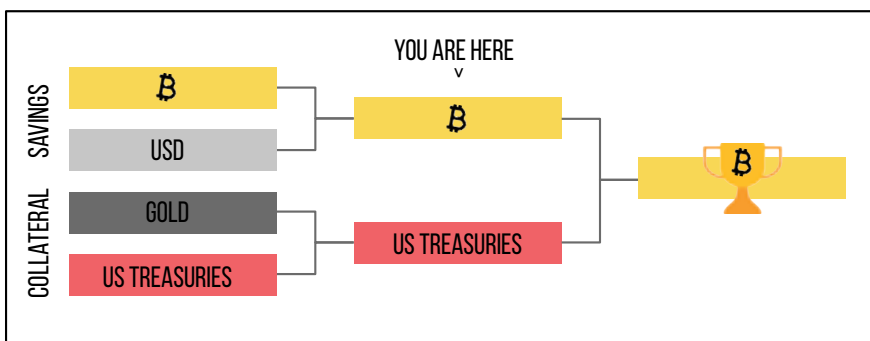 YOU ARE HERE
SAVINGS
₿
USD
₿
₿
COLLATERAL
GOLD
US TREASURIES
US TREASURIES